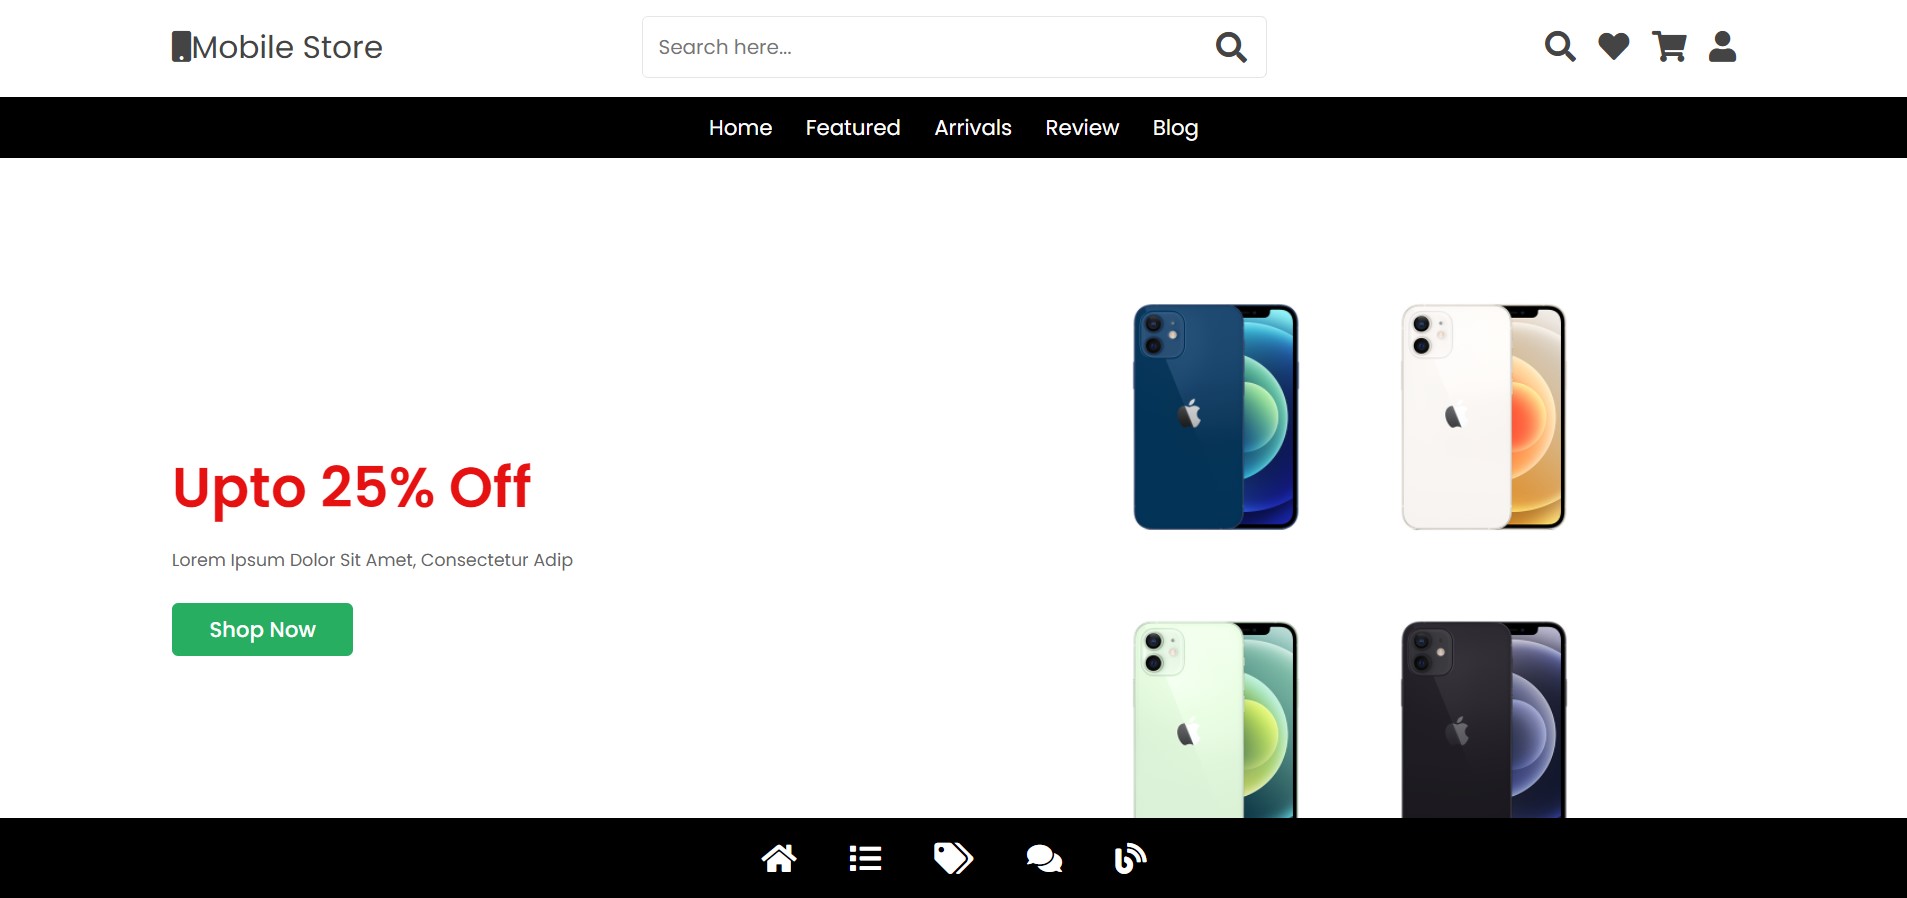 Mobile Store
Search here...
Home Featured Arrivals Review Blog
Upto 25% Off
Lorem Ipsum Dolor Sit Amet, Consectetur Adip
Shop Now